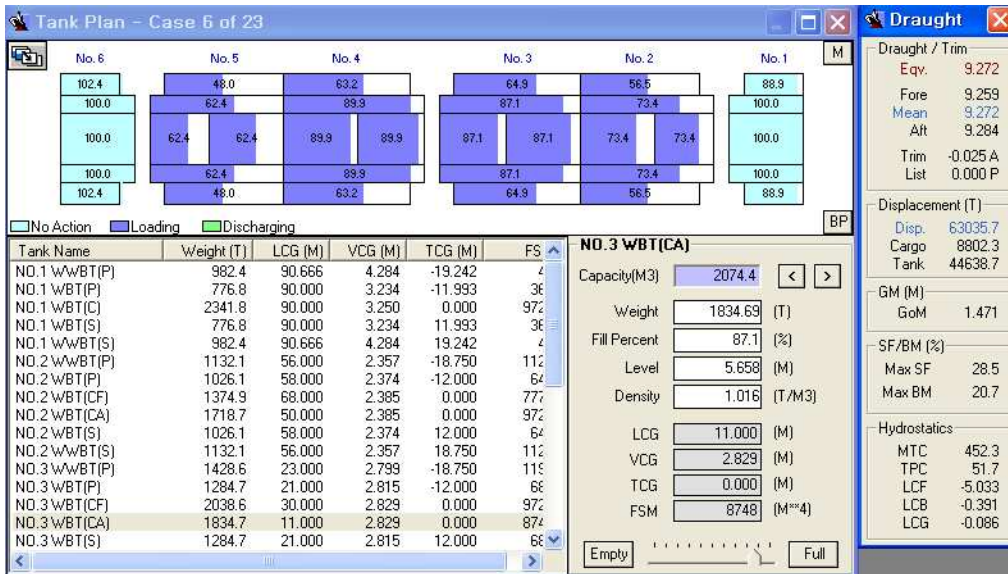 Tank Plan - Case 6 of 23
No. 6 No. 5 No. 4 No. 3 No. 2 No. 1 M
102.4 48.0 63.2 64.9 56.5 88.9
100.0 62.4 89.9 87.1 73.4 100.0
100.0 62.4 62.4 89.9 89.9 87.1 87.1 73.4 73.4 100.0
100.0 62.4 89.9 87.1 73.4 100.0
102.4 48.0 63.2 64.9 56.5 88.9
No Action Loading Discharging BP
Tank Name Weight (T) LCG (M) VCG (M) TCG (M) FS
NO.1 WWBT(P) 982.4 90.666 4.284 -19.242
NO.1 WBT(P) 776.8 90.000 3.234 -11.993 36
NO.1 WBT(C) 2341.8 90.000 3.250 0.000 972
NO.1 WBT(S) 776.8 90.000 3.234 11.993 36
NO.1 WWBT(S) 982.4 90.666 4.284 19.242
NO.2 WWBT(P) 1132.1 56.000 2.357 -18.750 112
NO.2 WBT(P) 1026.1 58.000 2.374 -12.000 64
NO.2 WBT(CF) 1374.9 68.000 2.385 0.000 777
NO.2 WBT(CA) 1718.7 50.000 2.385 0.000 972
NO.2 WBT(S) 1026.1 58.000 2.374 12.000 64
NO.2 WWBT(S) 1132.1 56.000 2.357 18.750 112
NO.3 WWBT(P) 1428.6 23.000 2.799 -18.750 119
NO.3 WBT(P) 1284.7 21.000 2.815 -12.000 68
NO.3 WBT(CF) 2038.6 30.000 2.829 0.000 972
NO.3 WBT(CA) 1834.7 11.000 2.829 0.000 874
NO.3 WBT(S) 1284.7 21.000 2.815 12.000 68
NO.3 WBT(CA)
Capacity(M3) 2074.4 < >
Weight 1834.69 (T)
Fill Percent 87.1 (%)
Level 5.658 (M)
Density 1.016 (T/M3)
LCG 11.000 (M)
VCG 2.829 (M)
TCG 0.000 (M)
FSM 8748 (M**4)
Empty Full
Draught
Draught / Trim
Eqv. 9.272
Fore 9.259
Mean 9.272
Aft 9.284
Trim -0.025 A
List 0.000 P
Displacement (T)
Disp. 63035.7
Cargo 8802.3
Tank 44638.7
GM (M)
GoM 1.471
SF/BM (%)
Max SF 28.5
Max BM 20.7
Hydrostatics
MTC 452.3
TPC 51.7
LCF -5.033
LCB -0.391
LCG -0.086